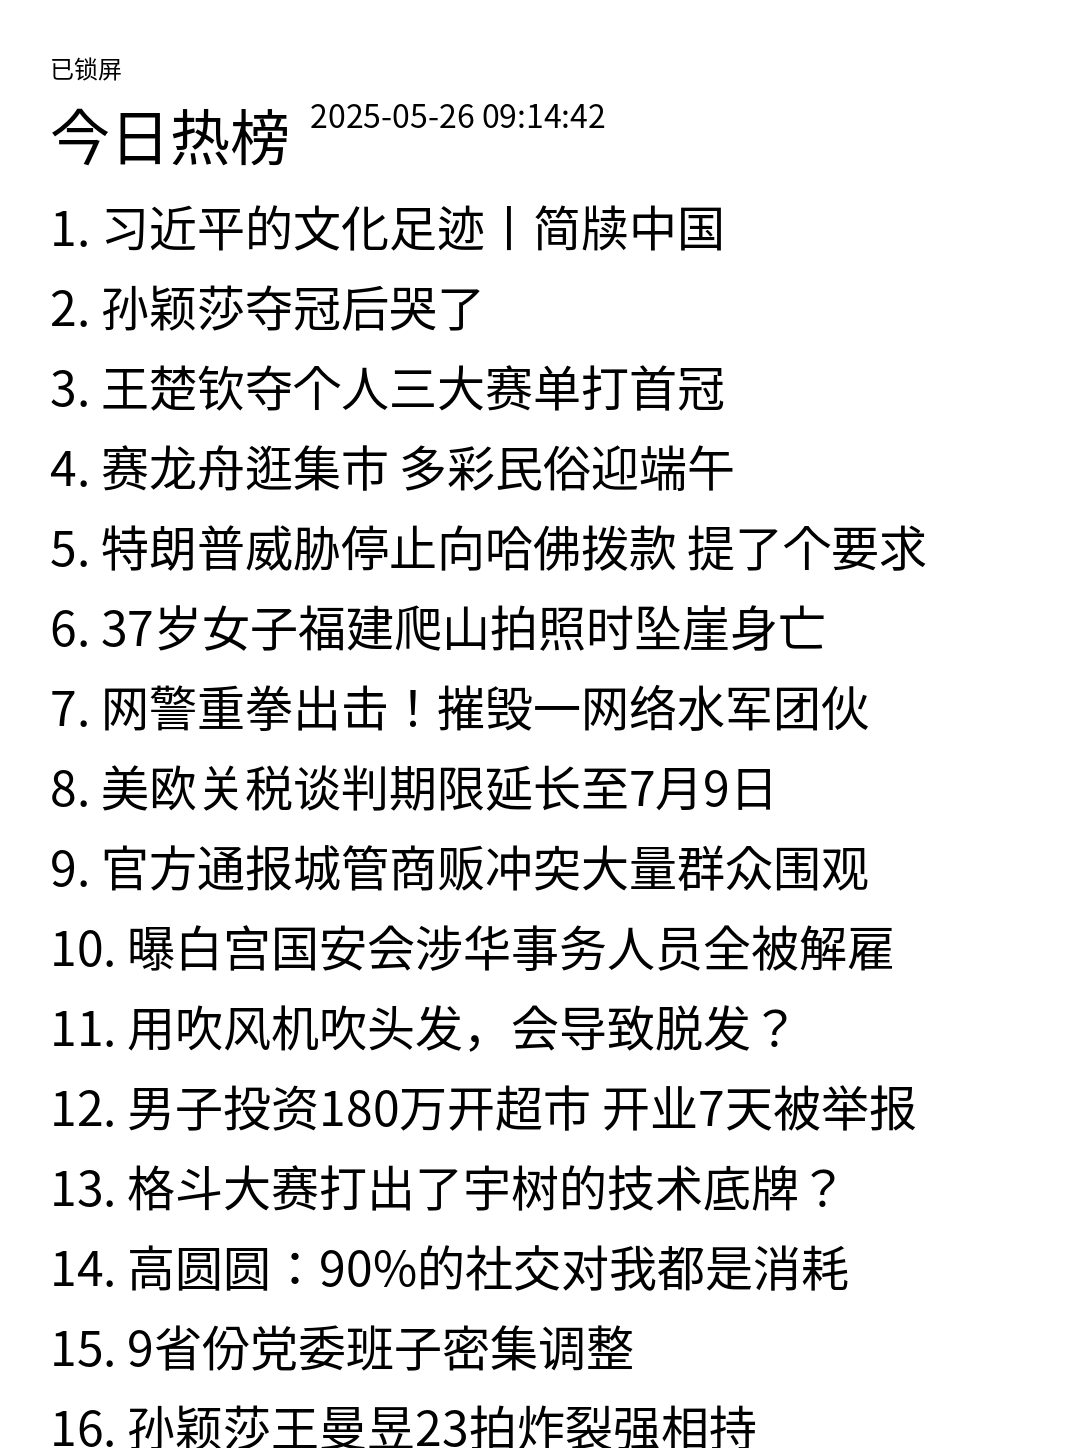 已锁屏
今日热榜 2025-05-26 09:14:42
1. 习近平的文化足迹丨简牍中国
2. 孙颖莎夺冠后哭了
3. 王楚钦夺个人三大赛单打首冠
4. 赛龙舟逛集市 多彩民俗迎端午
5. 特朗普威胁停止向哈佛拨款 提了个要求
6. 37岁女子福建爬山拍照时坠崖身亡
7. 网警重拳出击！摧毁一网络水军团伙
8. 美欧关税谈判期限延长至7月9日
9. 官方通报城管商贩冲突大量群众围观
10. 曝白宫国安会涉华事务人员全被解雇
11. 用吹风机吹头发，会导致脱发？
12. 男子投资180万开超市 开业7天被举报
13. 格斗大赛打出了宇树的技术底牌？
14. 高圆圆：90%的社交对我都是消耗
15. 9省份党委班子密集调整
16. 孙颖莎王曼昱23拍炸裂强相持